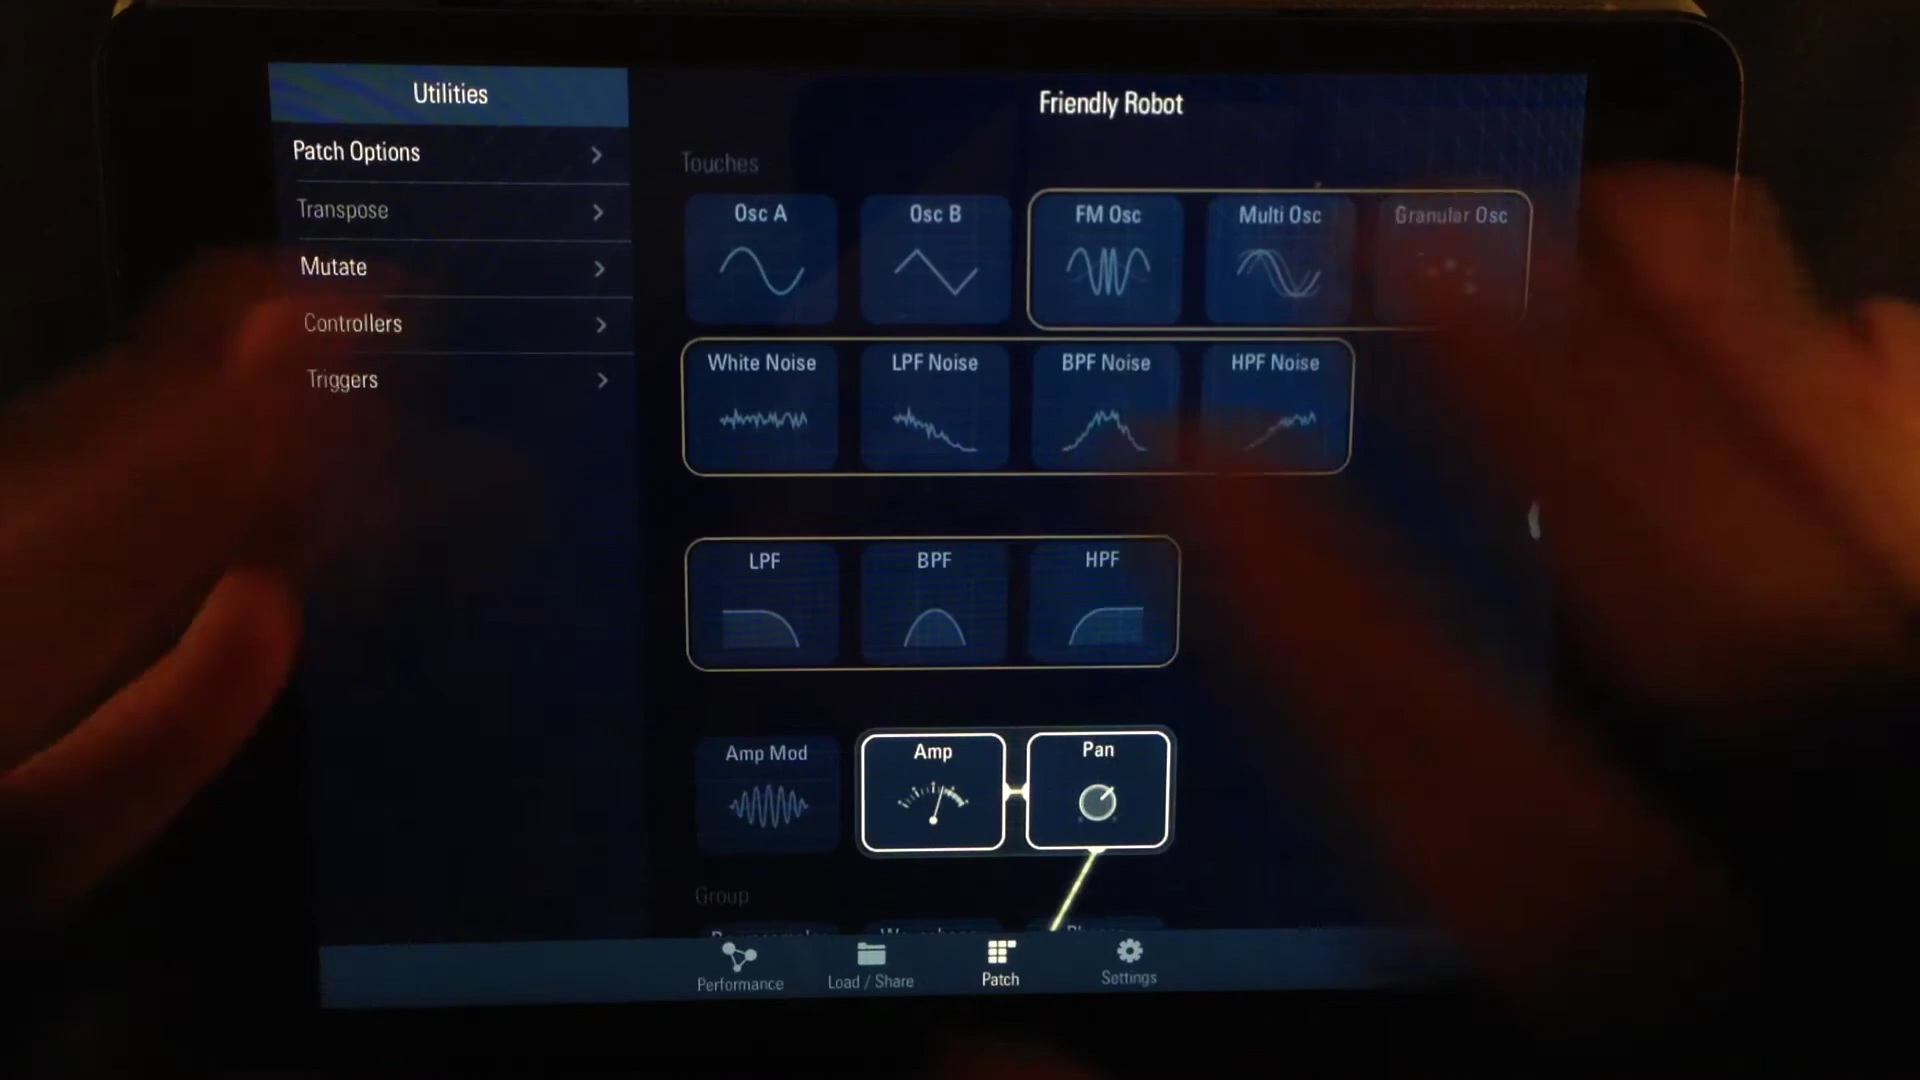 Utilities
Patch Options
Transpose
Mutate
Controllers
Triggers
Friendly Robot
Touches
Osc A
Osc B
FM Osc
Multi Osc
Granular Osc
White Noise
LPF Noise
BPF Noise
HPF Noise
LPF
BPF
HPF
Amp Mod
Amp
Pan
Group
Performance
Load / Share
Patch
Settings